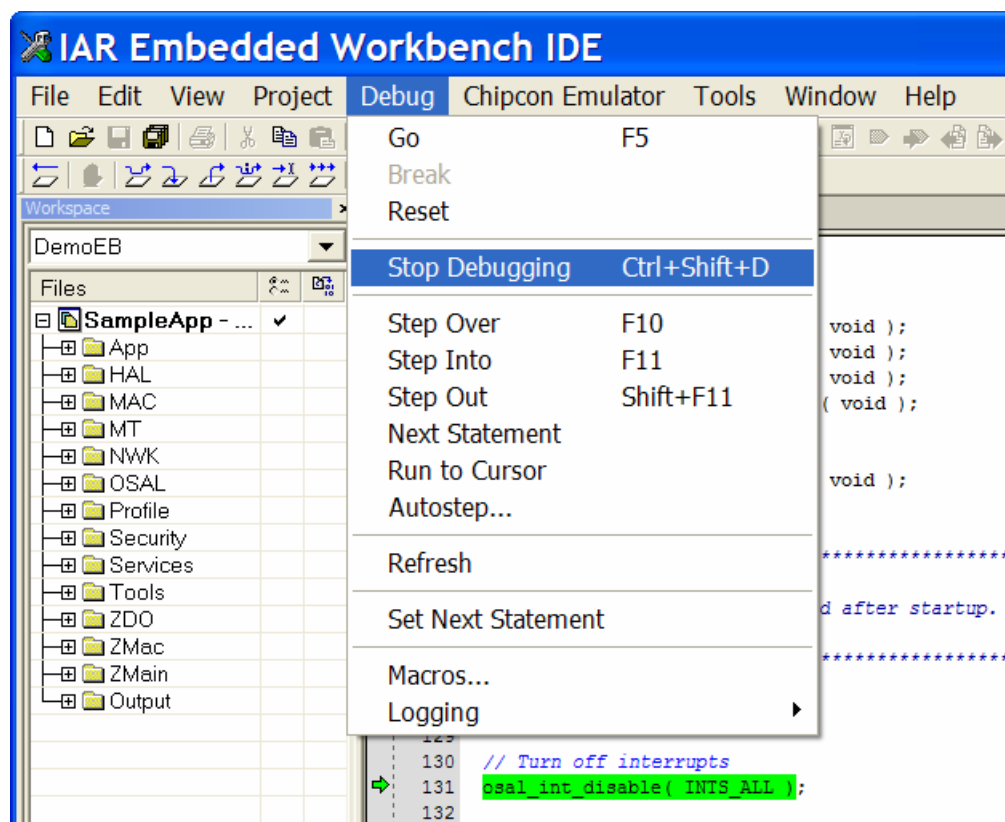 IAR Embedded Workbench IDE
File Edit View Project Debug Chipcon Emulator Tools Window Help
Go F5
Break
Reset
Stop Debugging Ctrl+Shift+D
Step Over F10
Step Into F11
Step Out Shift+F11
Next Statement
Run to Cursor
Autostep...
Refresh
Set Next Statement
Macros...
Logging
Workspace
DemoEB
Files
SampleApp - ...
App
HAL
MAC
MT
NWK
OSAL
Profile
Security
Services
Tools
ZDO
ZMac
ZMain
Output
void );
void );
void );
( void );
void );
*****************
d after startup.
*****************
129
130 // Turn off interrupts
131 osal_int_disable( INTS_ALL );
132